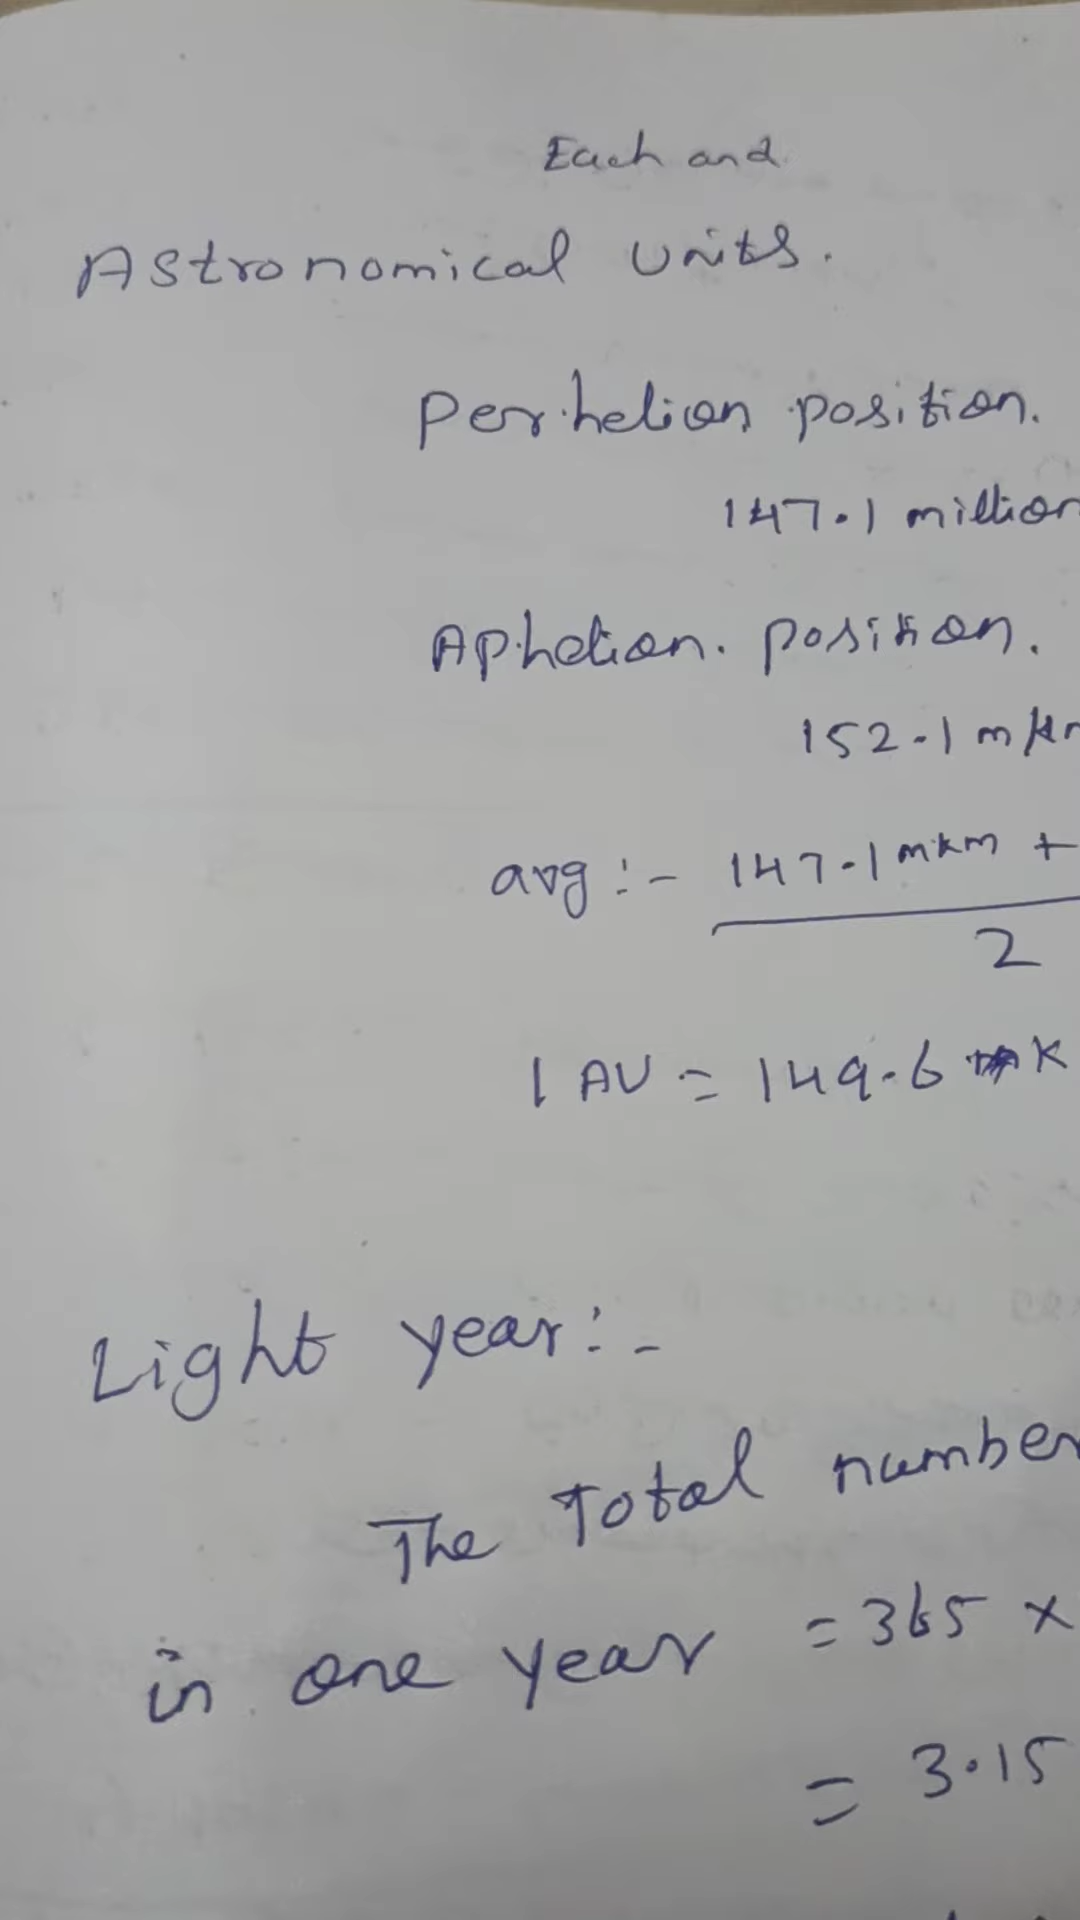 Each and
Astronomical Units.
Perihelion position.
147.1 million
Aphelion. position.
152.1 mkm
avg :- 147.1 mkm +
2
1 AU = 149.6 K
Light year :-
The Total number
in one year = 365 x
= 3.15